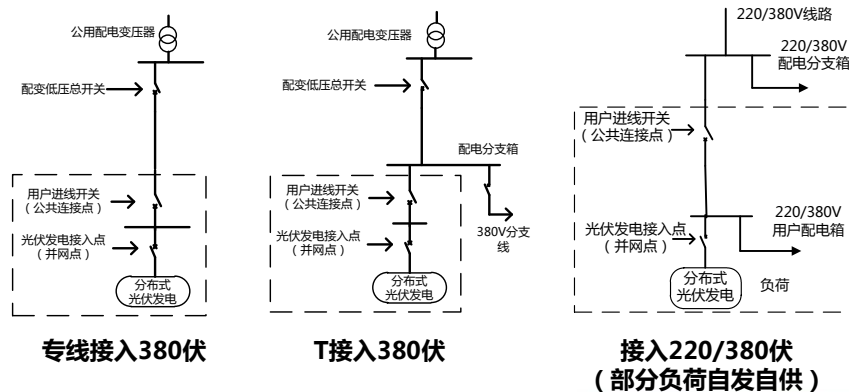 公用配电变压器
配变低压总开关
用户进线开关
（公共连接点）
光伏发电接入点
（并网点）
分布式
光伏发电
专线接入380伏
公用配电变压器
配变低压总开关
配电分支箱
用户进线开关
（公共连接点）
380V分支
线
光伏发电接入点
（并网点）
分布式
光伏发电
T接入380伏
220/380V线路
220/380V
配电分支箱
用户进线开关
（公共连接点）
220/380V
用户配电箱
光伏发电接入点
（并网点）
分布式
光伏发电
负荷
接入220/380伏
（部分负荷自发自供）